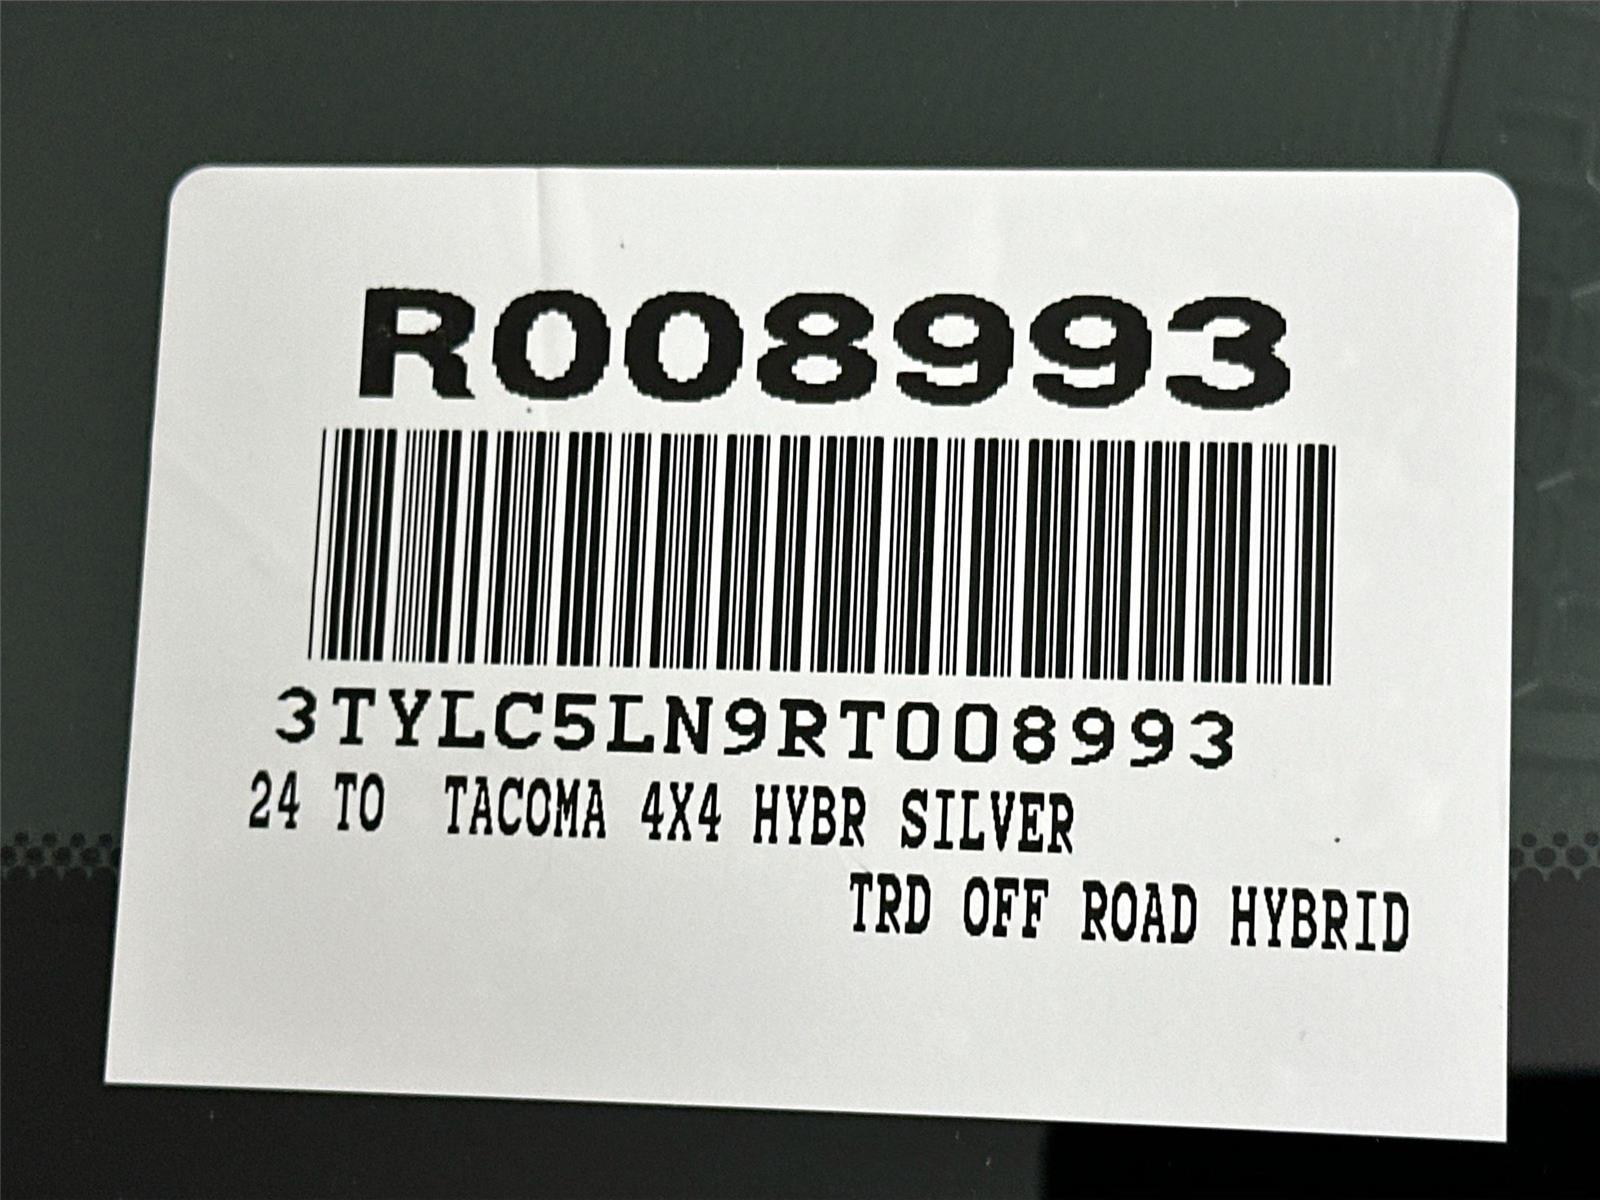 R008993
3TYLC5LN9RT008993
24 TO TACOMA 4X4 HYBR SILVER
TRD OFF ROAD HYBRID